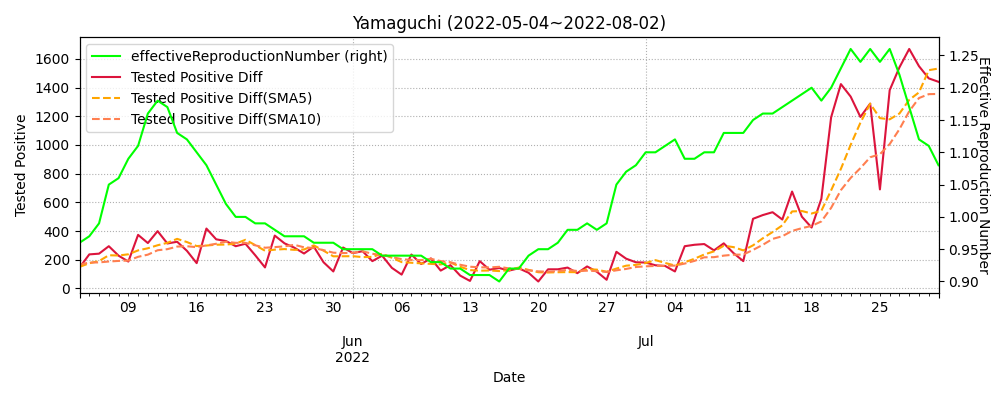 Yamaguchi (2022-05-04~2022-08-02)
effectiveReproductionNumber (right)
Tested Positive Diff
Tested Positive Diff(SMA5)
Tested Positive Diff(SMA10)
Tested Positive
1600
1400
1200
1000
800
600
400
200
0
1.25
1.20
1.15
1.10
1.05
1.00
0.95
0.90
Effective Reproduction Number
09 16 23 30 06 13 20 27 04 11 18 25
Jun Jul
2022
Date